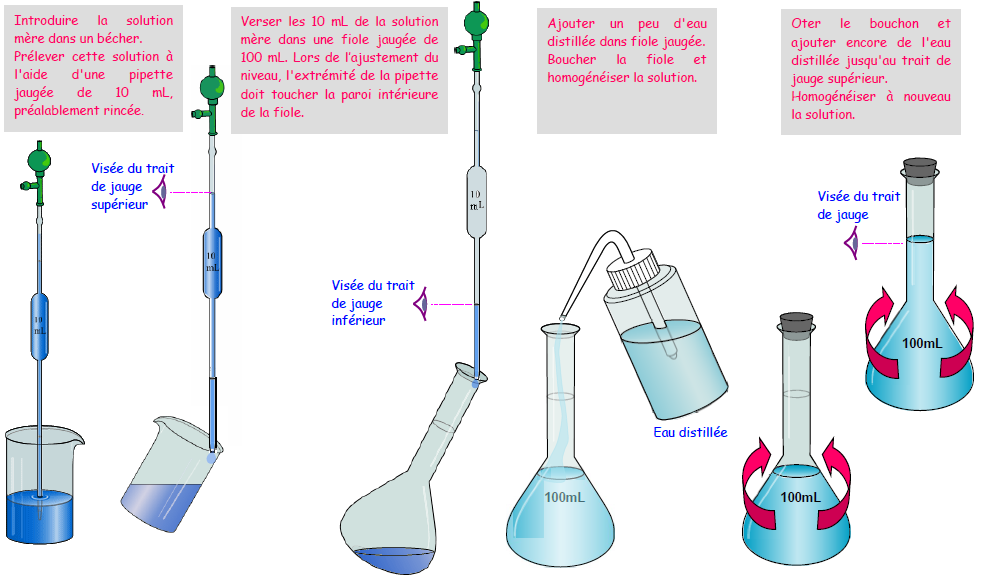 Introduire la solution
mère dans un bécher.
Prélever cette solution à
l'aide d'une pipette
jaugée de 10 mL,
préalablement rincée.
Verser les 10 mL de la solution
mère dans une fiole jaugée de
100 mL. Lors de l'ajustement du
niveau, l'extrémité de la pipette
doit toucher la paroi intérieure
de la fiole.
Ajouter un peu d'eau
distillée dans fiole jaugée.
Boucher la fiole et
homogénéiser la solution.
Oter le bouchon et
ajouter encore de l'eau
distillée jusqu'au trait de
jauge supérieur.
Homogénéiser à nouveau
la solution.
Visée du trait
de jauge
supérieur
10
mL
10
mL
Visée du trait
de jauge
inférieur
10
mL
Eau distillée
100mL
100mL
Visée du trait
de jauge
100mL